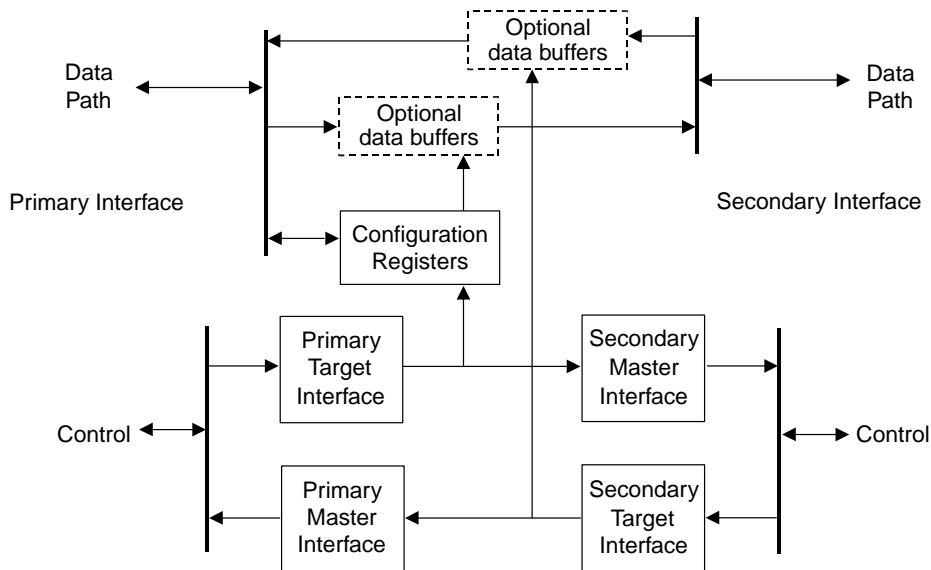 Optional
data buffers
Data
Path
Data
Path
Optional
data buffers
Primary Interface
Secondary Interface
Configuration
Registers
Primary
Target
Interface
Secondary
Master
Interface
Control
Control
Primary
Master
Interface
Secondary
Target
Interface